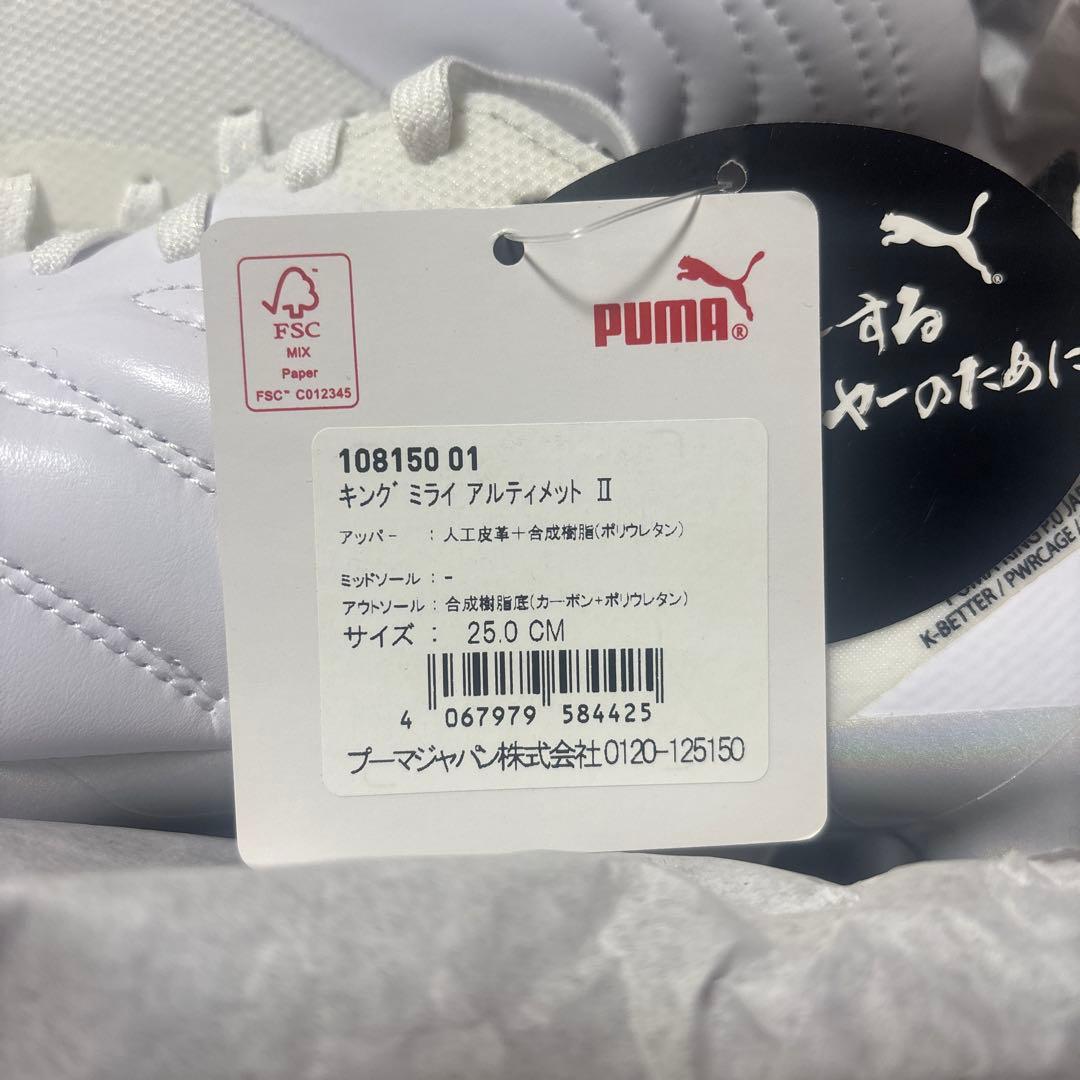 FSC
MIX
Paper
FSC™ C012345
PUMA®
する
ヤーのために
108150 01
キング ミライ アルティメット Ⅱ
アッパー : 人工皮革+合成樹脂(ポリウレタン)
ミッドソール : -
アウトソール : 合成樹脂底(カーボン+ポリウレタン)
サイズ : 25.0 CM
4 067979 584425
プーマジャパン株式会社0120-125150
K-BETTER / PWRCAGE /